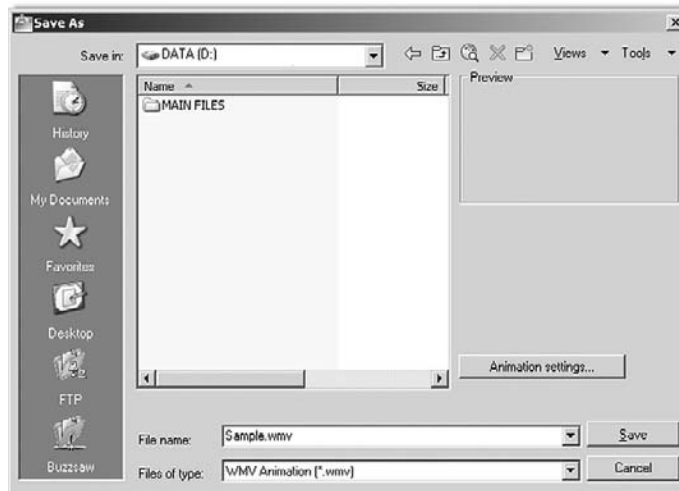 Save As
Save in:
DATA (D:)
Views
Tools
Name
Size
Preview
MAIN FILES
History
My Documents
Favorites
Desktop
FTP
Buzzsaw
Animation settings...
File name:
Sample.wmv
Save
Files of type:
WMV Animation (*.wmv)
Cancel